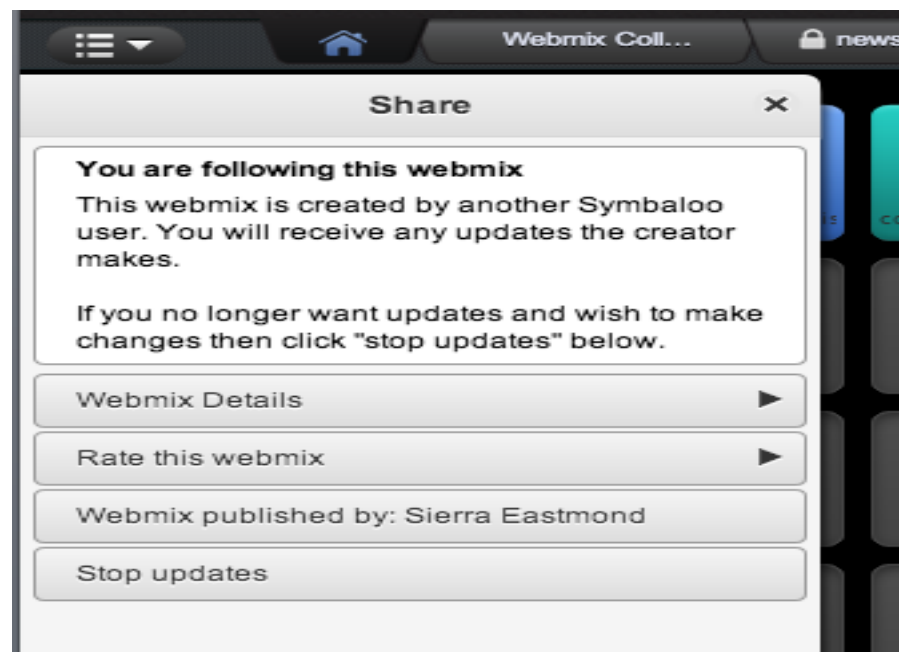 Webmix Coll...
news
Share
You are following this webmix
This webmix is created by another Symbaloo
user. You will receive any updates the creator
makes.
If you no longer want updates and wish to make
changes then click "stop updates" below.
Webmix Details
Rate this webmix
Webmix published by: Sierra Eastmond
Stop updates